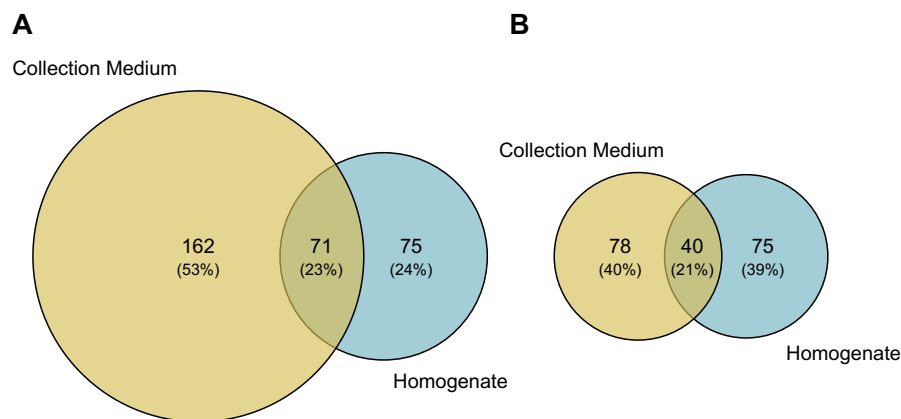 A
Collection Medium
162
(53%)
71
(23%)
75
(24%)
Homogenate
B
Collection Medium
78
(40%)
40
(21%)
75
(39%)
Homogenate